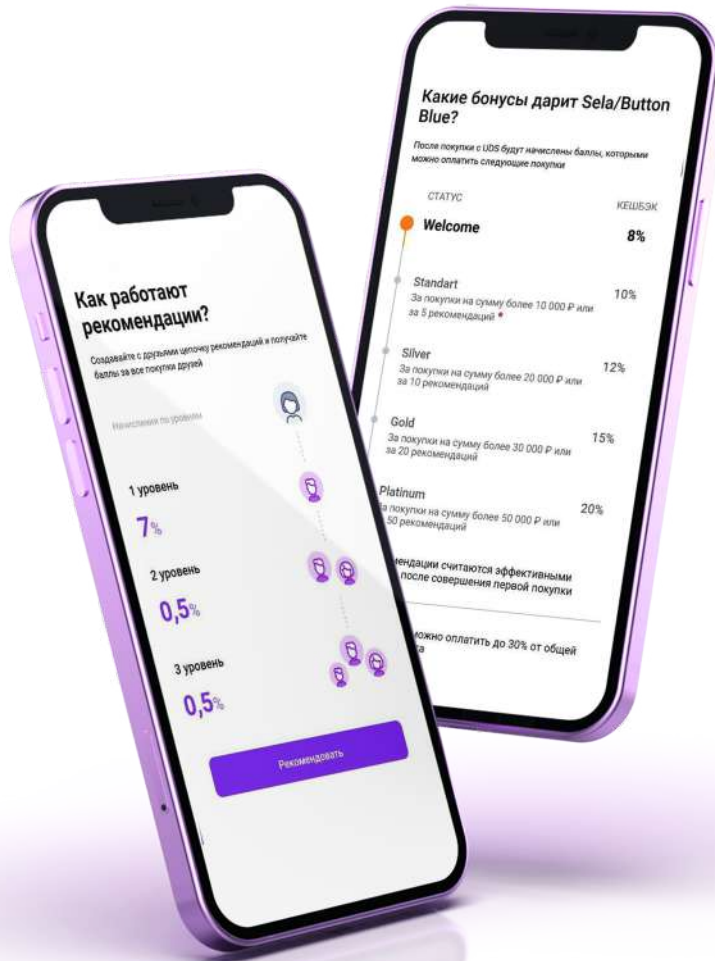 Как работают
рекомендации?
Создавайте с друзьями цепочку рекомендаций и получайте
баллы за все покупки друзей
Начисления по уровням
1 уровень
7%
2 уровень
0,5%
3 уровень
0,5%
Рекомендовать
Какие бонусы дарит Sela/Button
Blue?
После покупки с UDS будут начислены баллы, которыми
можно оплатить следующие покупки
СТАТУС КЕШБЭК
Welcome 8%
Standart 10%
За покупки на сумму более 10 000 ₽ или
за 5 рекомендаций *
Silver 12%
За покупки на сумму более 20 000 ₽ или
за 10 рекомендаций
Gold 15%
За покупки на сумму более 30 000 ₽ или
за 20 рекомендаций
Platinum 20%
За покупки на сумму более 50 000 ₽ или
50 рекомендаций
мендации считаются эффективными
после совершения первой покупки
можно оплатить до 30% от общей
та